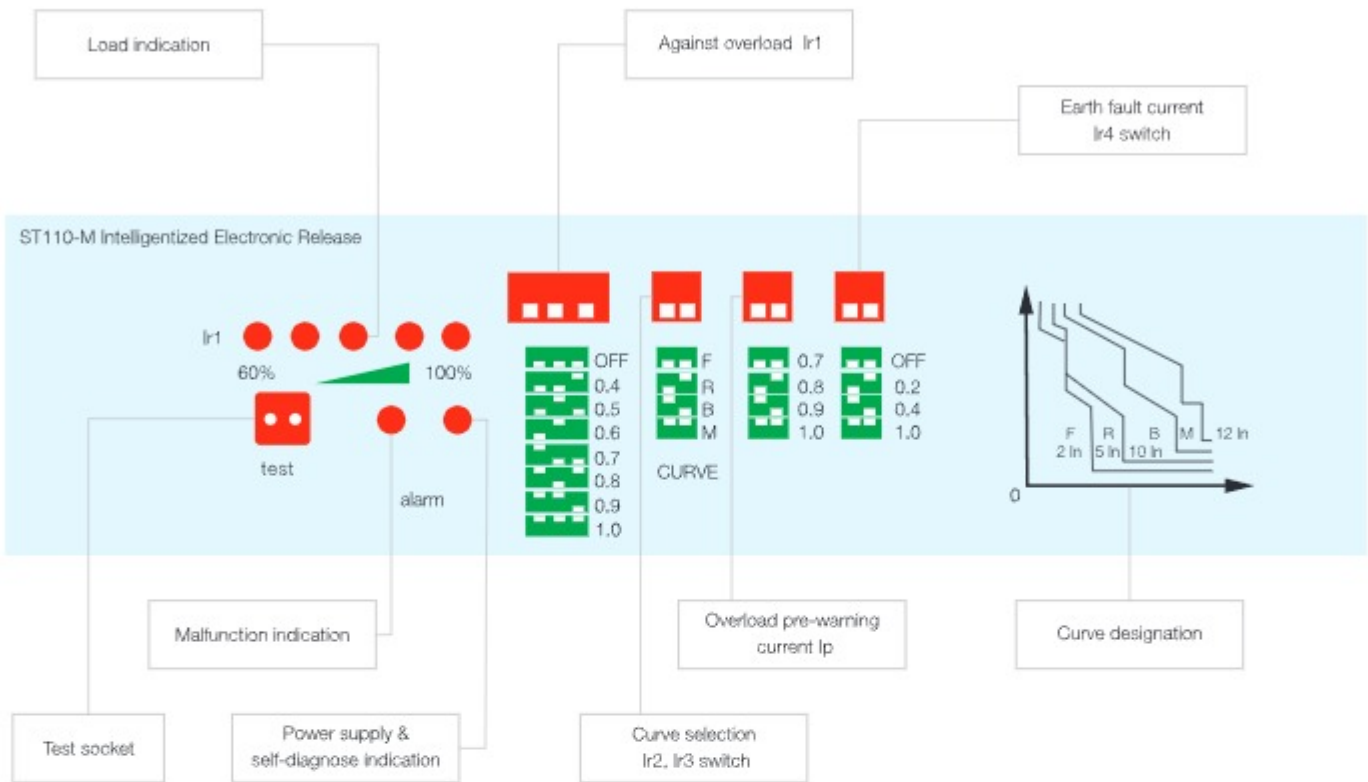 Load indication
Against overload Ir1
Earth fault current
Ir4 switch
ST110-M Intelligentized Electronic Release
Ir1
60%
100%
test
alarm
OFF
0.4
0.5
0.6
0.7
0.8
0.9
1.0
F
R
B
M
CURVE
0.7
0.8
0.9
1.0
OFF
0.2
0.4
1.0
F R B M 12 In
2 In 5 In 10 In
0
Malfunction indication
Overload pre-warning
current Ip
Curve designation
Test socket
Power supply &
self-diagnose indication
Curve selection
Ir2, Ir3 switch